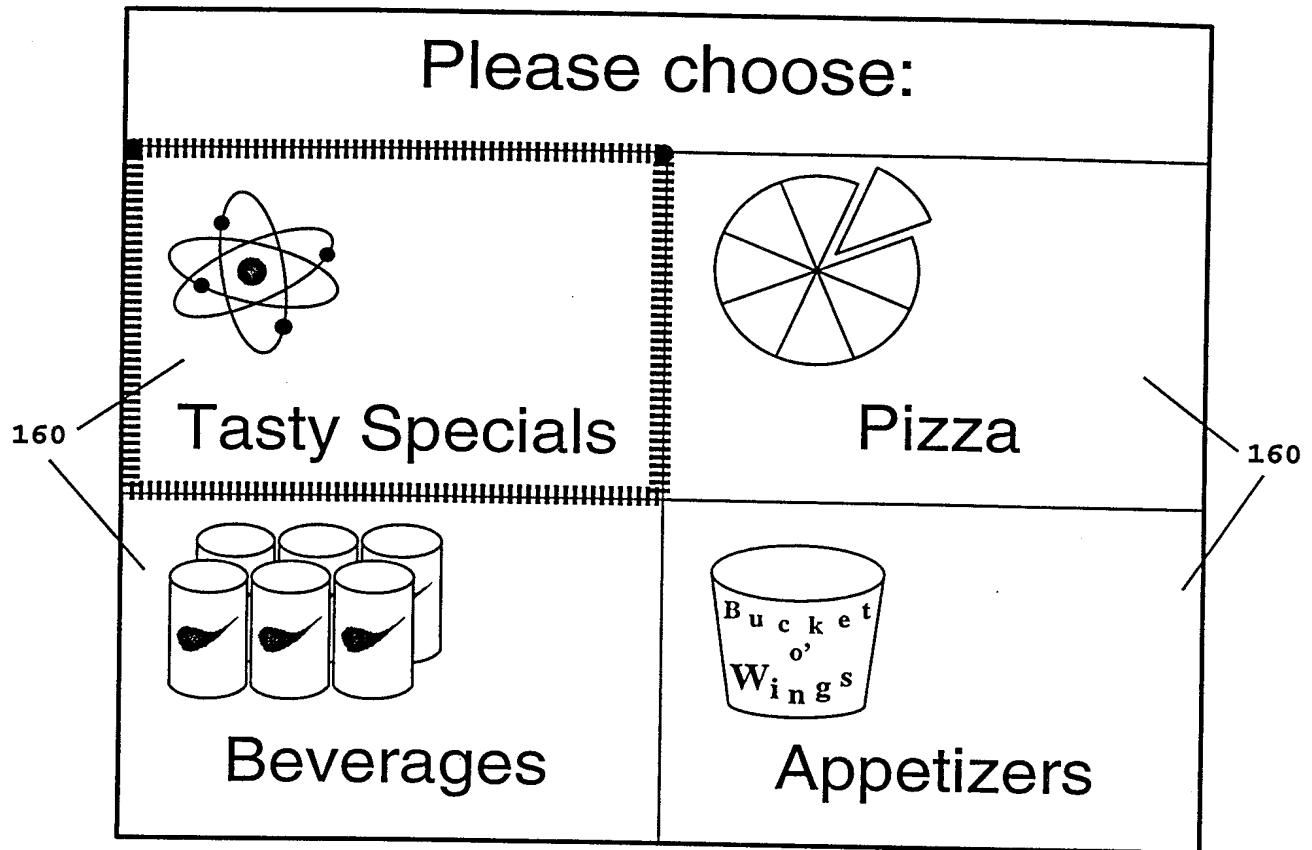 Please choose:
Tasty Specials
Pizza
160
160
Bucket
o'
Wings
Beverages
Appetizers